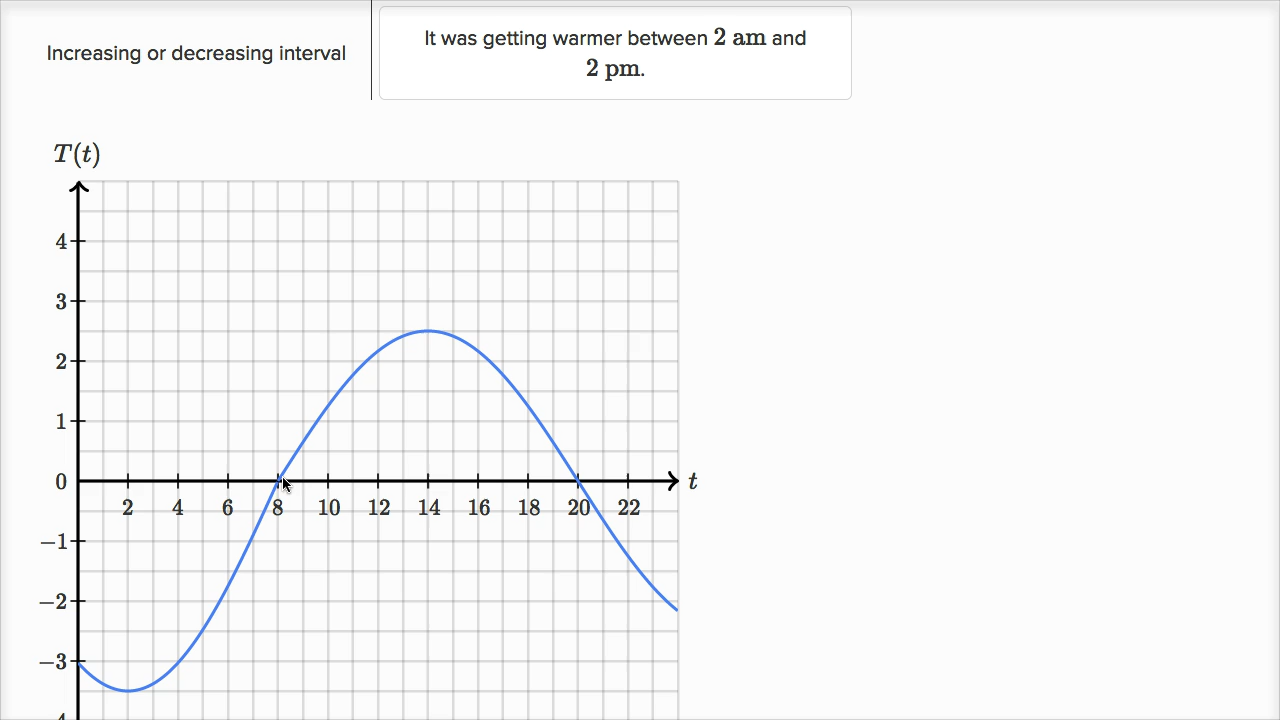 Increasing or decreasing interval
It was getting warmer between 2 am and
2 pm.
T(t)
4
3
2
1
0
2 4 6 8 10 12 14 16 18 20 22
t
−1
−2
−3